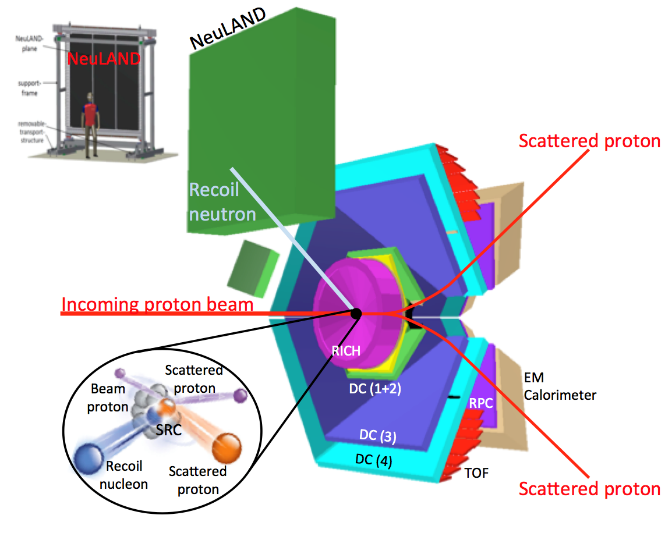 NeuLAND
NeuLAND-
plane
NeuLAND
support-
frame
removable-
transport-
structure
Scattered proton
Recoil
neutron
Incoming proton beam
RICH
DC (1+2)
DC (3)
DC (4)
RPC
EM
Calorimeter
TOF
Scattered proton
Scattered
proton
Beam
proton
SRC
Recoil
nucleon
Scattered
proton